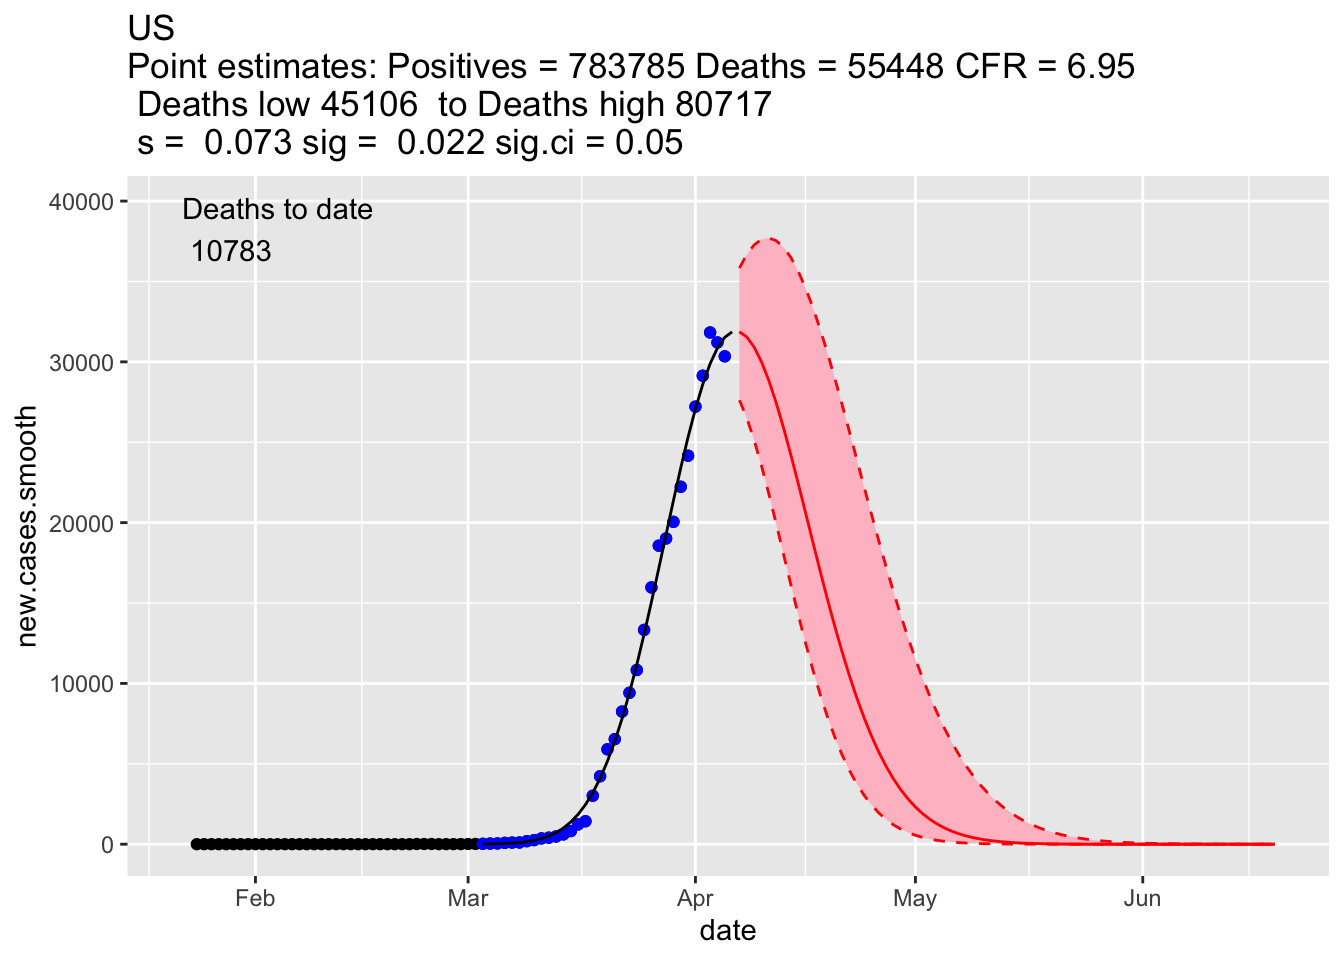 US
Point estimates: Positives = 783785 Deaths = 55448 CFR = 6.95
Deaths low 45106 to Deaths high 80717
s = 0.073 sig = 0.022 sig.ci = 0.05
Deaths to date
10783
40000
30000
20000
10000
0
new.cases.smooth
Feb Mar Apr May Jun
date